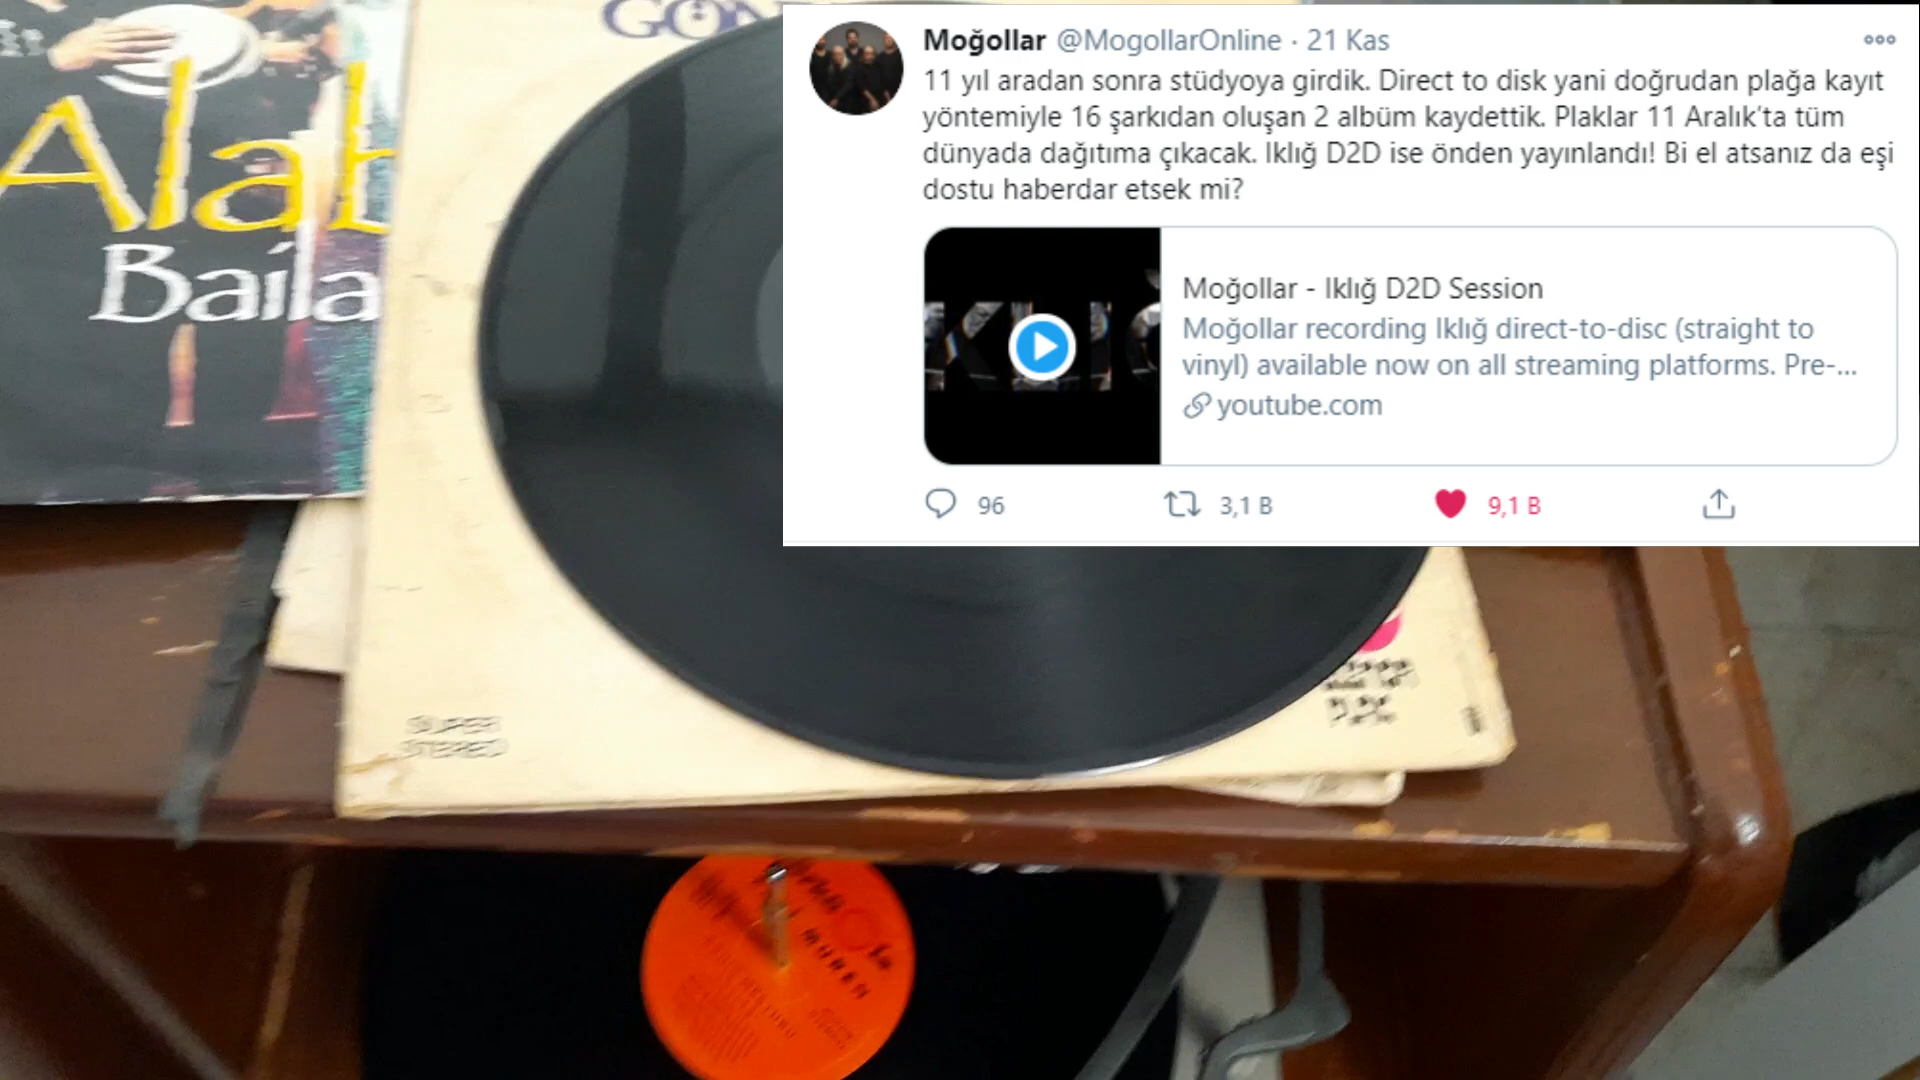 Moğollar @MogollarOnline · 21 Kas
11 yıl aradan sonra stüdyoya girdik. Direct to disk yani doğrudan plağa kayıt
yöntemiyle 16 şarkıdan oluşan 2 albüm kaydettik. Plaklar 11 Aralık'ta tüm
dünyada dağıtıma çıkacak. Iklığ D2D ise önden yayınlandı! Bi el atsanız da eşi
dostu haberdar etsek mi?
Moğollar - Iklığ D2D Session
Moğollar recording Iklığ direct-to-disc (straight to
vinyl) available now on all streaming platforms. Pre-...
youtube.com
96
3,1 B
9,1 B
Alab
Baila
SUPER
STEREO
MÜREN